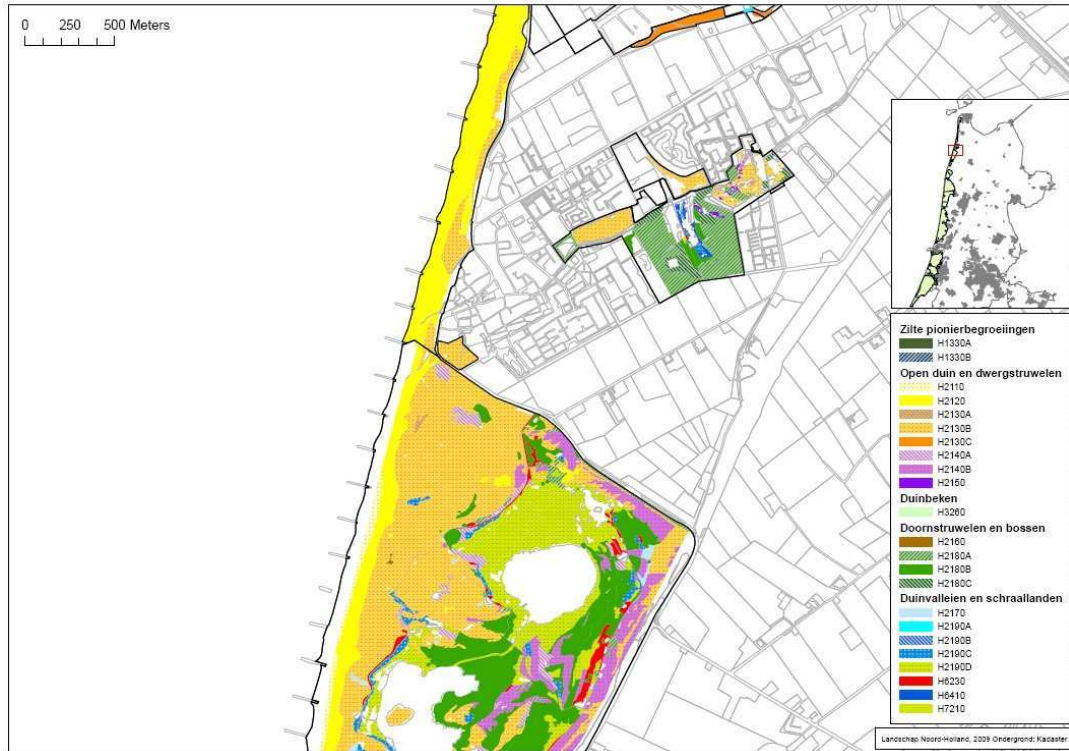 0 250 500 Meters
Zilte pionierbegroeiingen
H1330A
H1330B
Open duin en dwergstruwelen
H2110
H2120
H2130A
H2130B
H2130C
H2140A
H2140B
H2150
Duinbeken
H3260
Doornstruwelen en bossen
H2160
H2180A
H2180B
H2180C
Duinvalleien en schraallanden
H2170
H2190A
H2190B
H2190C
H2190D
H6230
H6410
H7210
Landschap Noord-Holland, 2009 Ondergrond: Kadaster